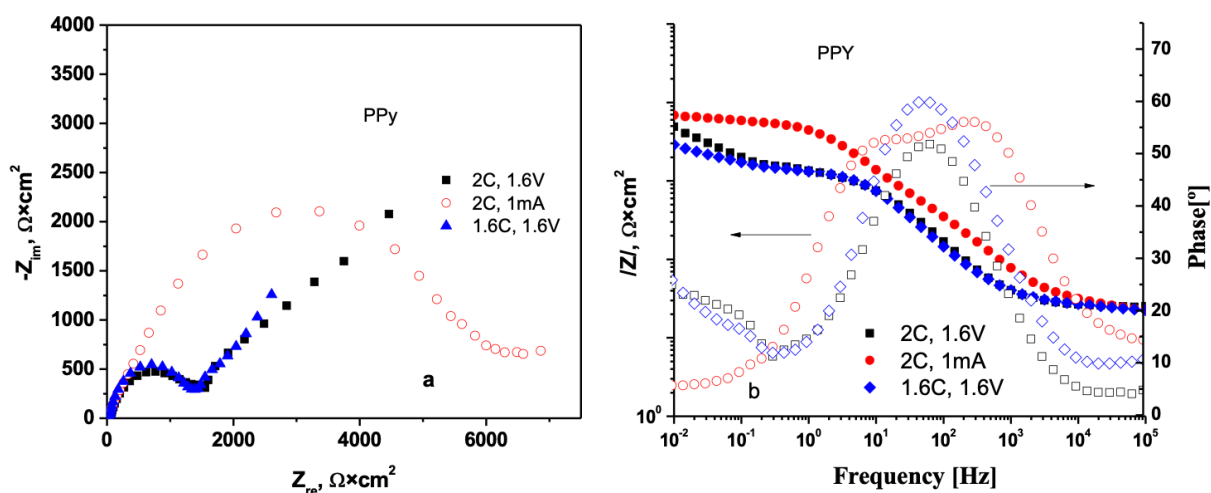 4000
3500
3000
2500
2000
1500
1000
500
0
-Z_im, Ω×cm²
PPy
2C, 1.6V
2C, 1mA
1.6C, 1.6V
a
0 2000 4000 6000
Z_re, Ω×cm²
/Z/, Ω×cm²
10⁰
PPY
2C, 1.6V
2C, 1mA
1.6C, 1.6V
b
10⁻² 10⁻¹ 10⁰ 10¹ 10² 10³ 10⁴ 10⁵
Frequency [Hz]
70
60
50
40
30
20
10
0
Phase[º]